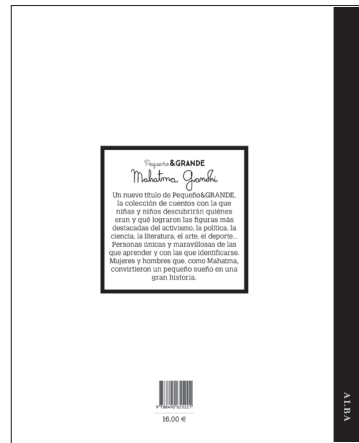 Pequeño&GRANDE
Mahatma Gandhi
Un nuevo título de Pequeño&GRANDE,
la colección de cuentos con la que
niñas y niños descubrirán quiénes
eran y qué lograron las figuras más
destacadas del activismo, la política, la
ciencia, la literatura, el arte, el deporte...
Personas únicas y maravillosas de las
que aprender y con las que identificarse.
Mujeres y hombres que, como Mahatma,
convirtieron un pequeño sueño en una
gran historia.
16,00 €
ALBA